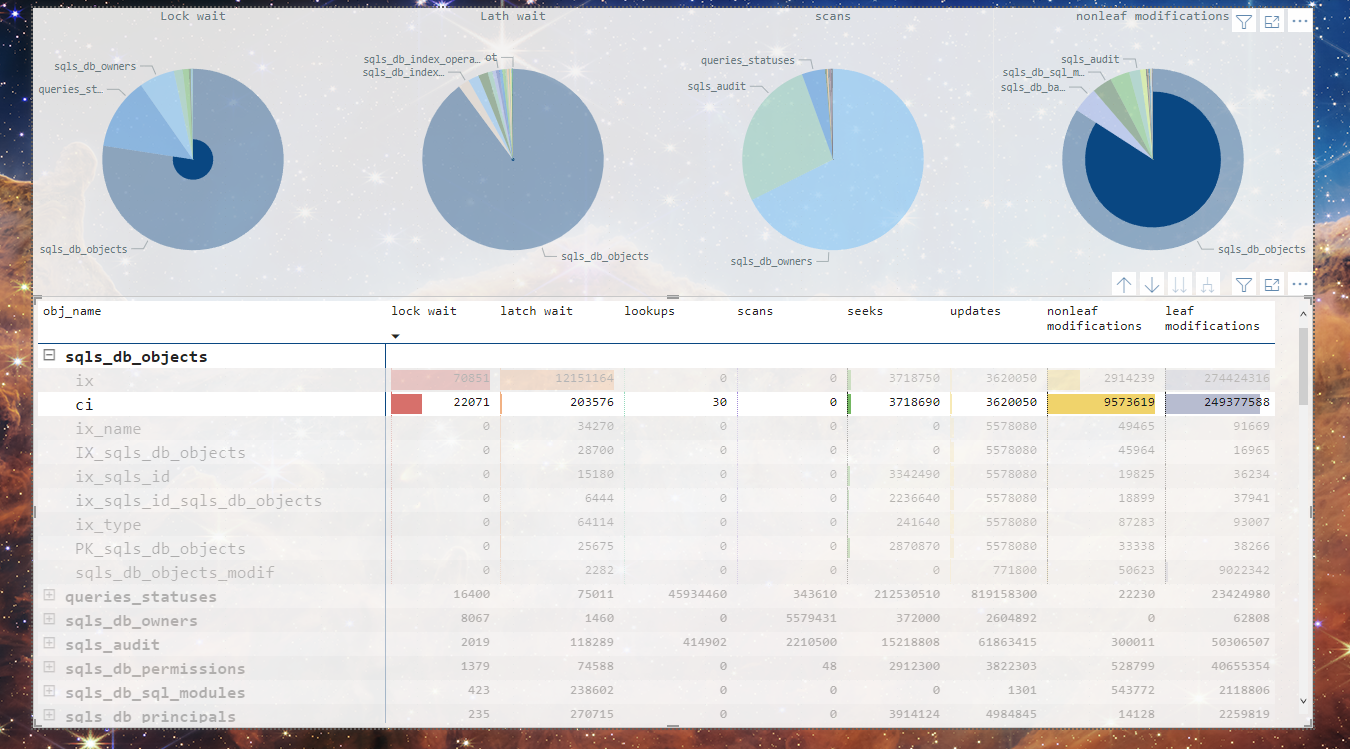 Lock wait
Lath wait
scans
nonleaf modifications
sqls_db_owners
queries_st…
sqls_db_objects
sqls_db_index_opera…
ot
sqls_db_index…
sqls_db_objects
queries_statuses
sqls_audit
sqls_db_owners
sqls_audit
sqls_db_sql_m…
sqls_db_ba…
sqls_db_objects
obj_name lock wait latch wait lookups scans seeks updates nonleaf modifications leaf modifications
sqls_db_objects
ix 70851 12151164 0 0 3718750 3620050 2914239 274424316
ci 22071 203576 30 0 3718690 3620050 9573619 249377588
ix_name 0 34270 0 0 0 5578080 49465 91669
IX_sqls_db_objects 0 28700 0 0 0 5578080 45964 16965
ix_sqls_id 0 15180 0 0 3342490 5578080 19825 36234
ix_sqls_id_sqls_db_objects 0 6444 0 0 2236640 5578080 18899 37941
ix_type 0 64114 0 0 241640 5578080 87283 93007
PK_sqls_db_objects 0 25675 0 0 2870870 5578080 33338 38266
sqls_db_objects_modif 0 2282 0 0 0 771800 50623 9022342
queries_statuses 16400 75011 45934460 343610 212530510 819158300 22230 23424980
sqls_db_owners 8067 1460 0 5579431 372000 2604892 0 62808
sqls_audit 2019 118289 414902 2210500 15218808 61863415 300011 50306507
sqls_db_permissions 1379 74588 0 48 2912300 3822303 528799 40655354
sqls_db_sql_modules 423 238602 0 0 0 1301 543772 2118806
sqls_db_principals 235 270715 0 0 3914124 4984845 14128 2259819